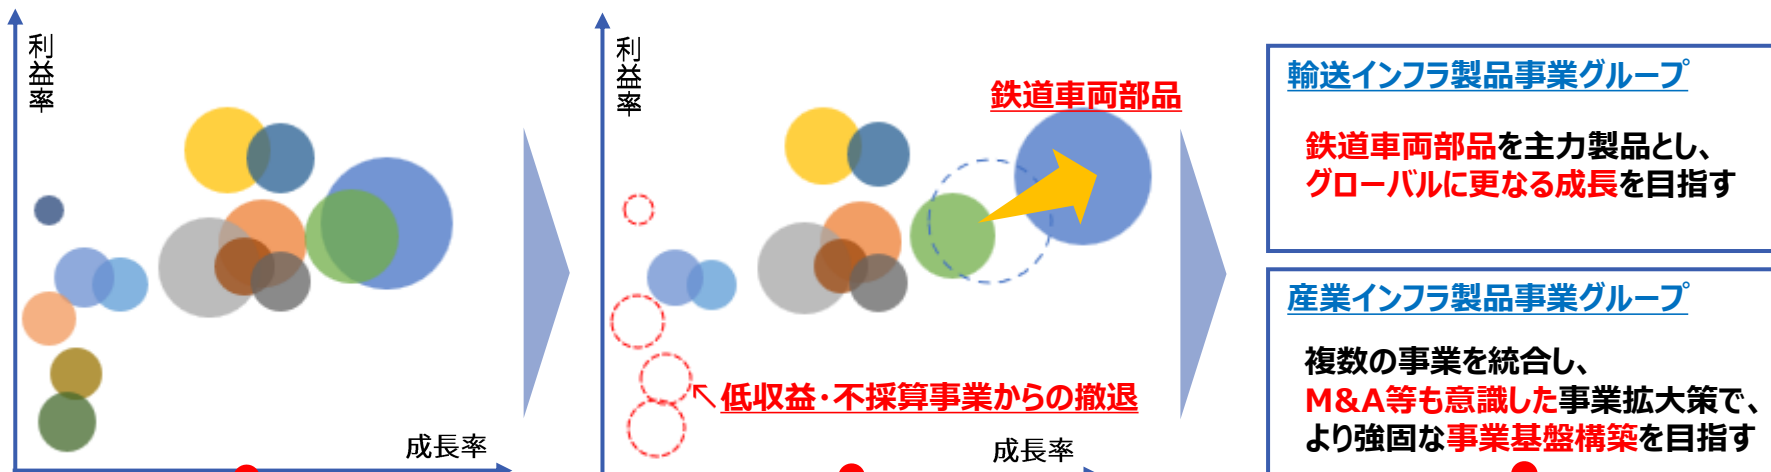 利益率
成長率
利益率
鉄道車両部品
↖低収益・不採算事業からの撤退
成長率
輸送インフラ製品事業グループ
鉄道車両部品を主力製品とし、
グローバルに更なる成長を目指す
産業インフラ製品事業グループ
複数の事業を統合し、
M&A等も意識した事業拡大策で、
より強固な事業基盤構築を目指す